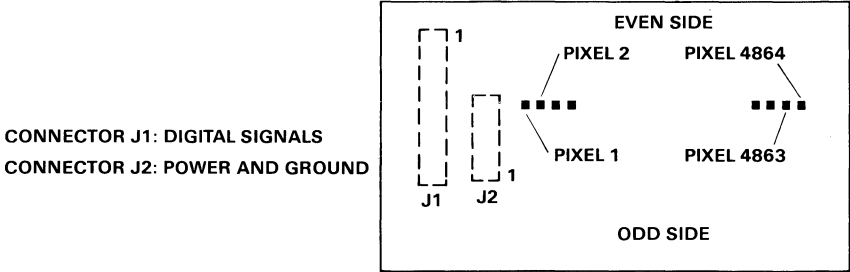 EVEN SIDE
1
PIXEL 2
PIXEL 4864
CONNECTOR J1: DIGITAL SIGNALS
CONNECTOR J2: POWER AND GROUND
PIXEL 1
PIXEL 4863
1
J1
J2
ODD SIDE